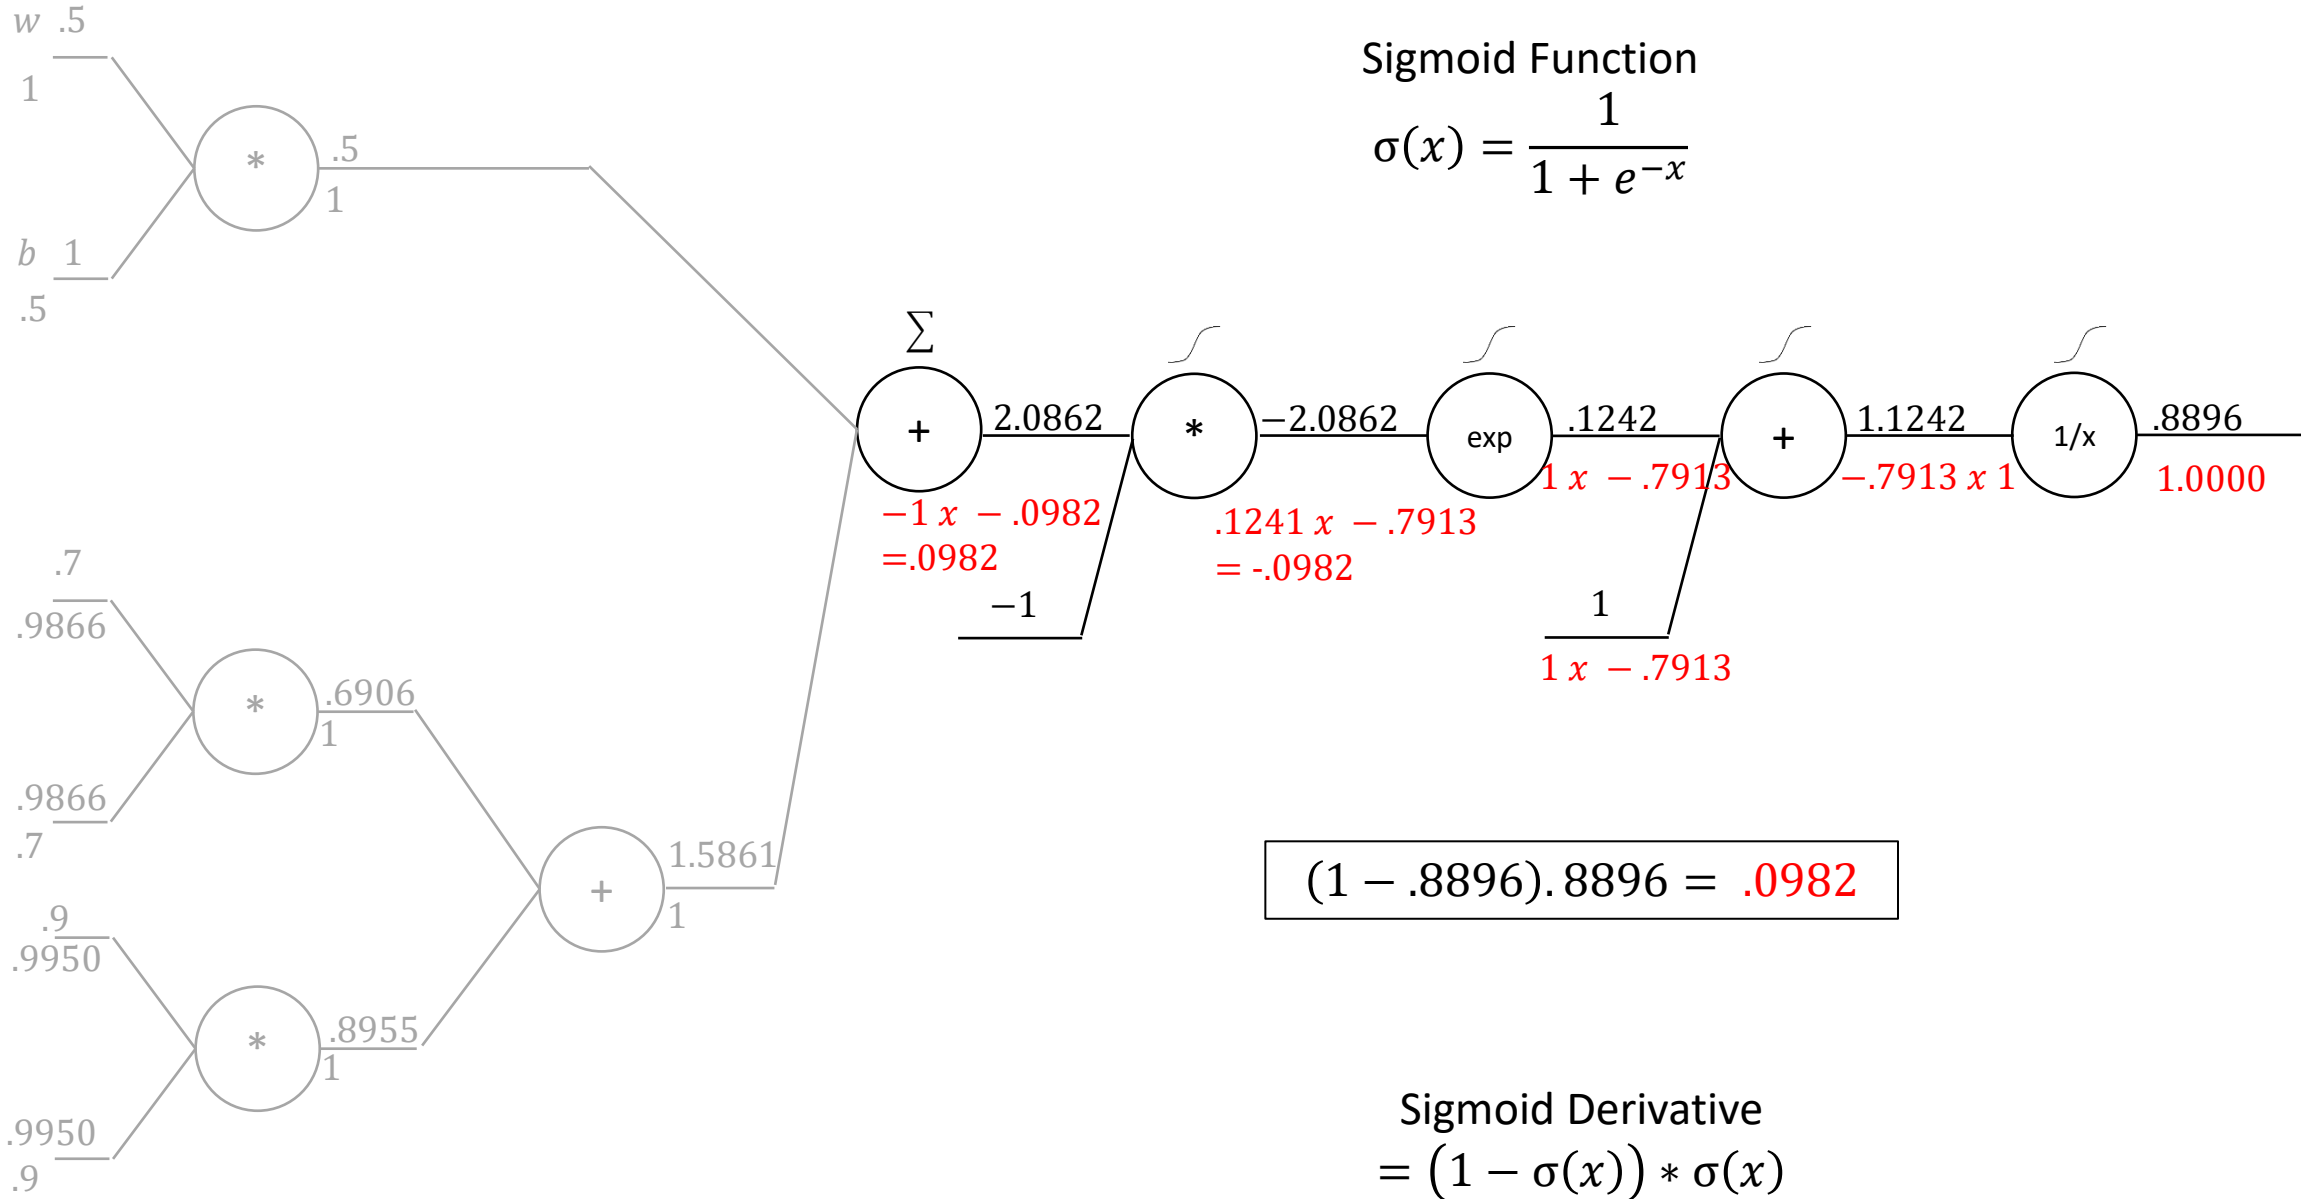 w .5
1
Sigmoid Function
σ(x) = 1 / (1 + e^{-x})
*
.5
1
b 1
.5
∑
+
2.0862
*
−2.0862
exp
.1242
+
1.1242
1/x
.8896
−1 x − .0982
=.0982
.1241 x − .7913
= -.0982
1 x − .7913
−.7913 x 1
1.0000
−1
1
1 x − .7913
.7
.9866
*
.6906
1
.9866
.7
+
1.5861
1
(1 − .8896). 8896 = .0982
.9
.9950
*
.8955
1
.9950
.9
Sigmoid Derivative
= (1 − σ(x)) ∗ σ(x)